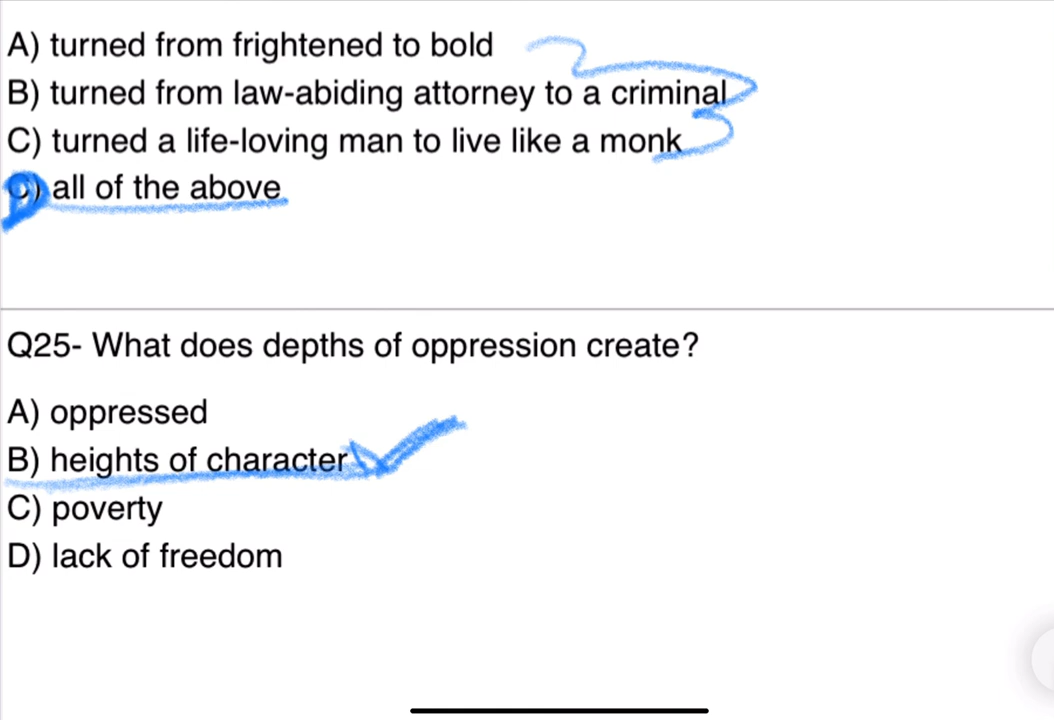 A) turned from frightened to bold
B) turned from law-abiding attorney to a criminal
C) turned a life-loving man to live like a monk
D) all of the above
Q25- What does depths of oppression create?
A) oppressed
B) heights of character
C) poverty
D) lack of freedom